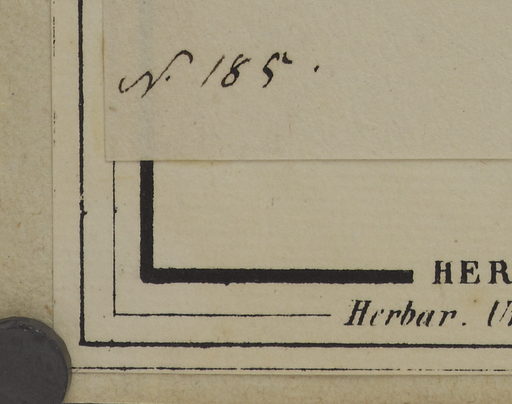 N. 185.
HER
Herbar. U